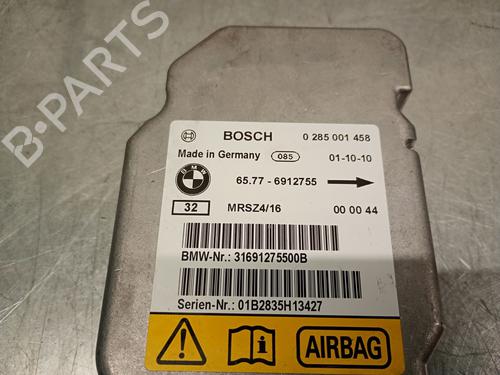 B-PARTS
BOSCH 0 285 001 458
Made in Germany 085 01-10-10
BMW 65.77 - 6912755
32 MRSZ4/16 00 00 44
BMW-Nr.: 31691275500B
Serien-Nr.: 01B2835H13427
AIRBAG